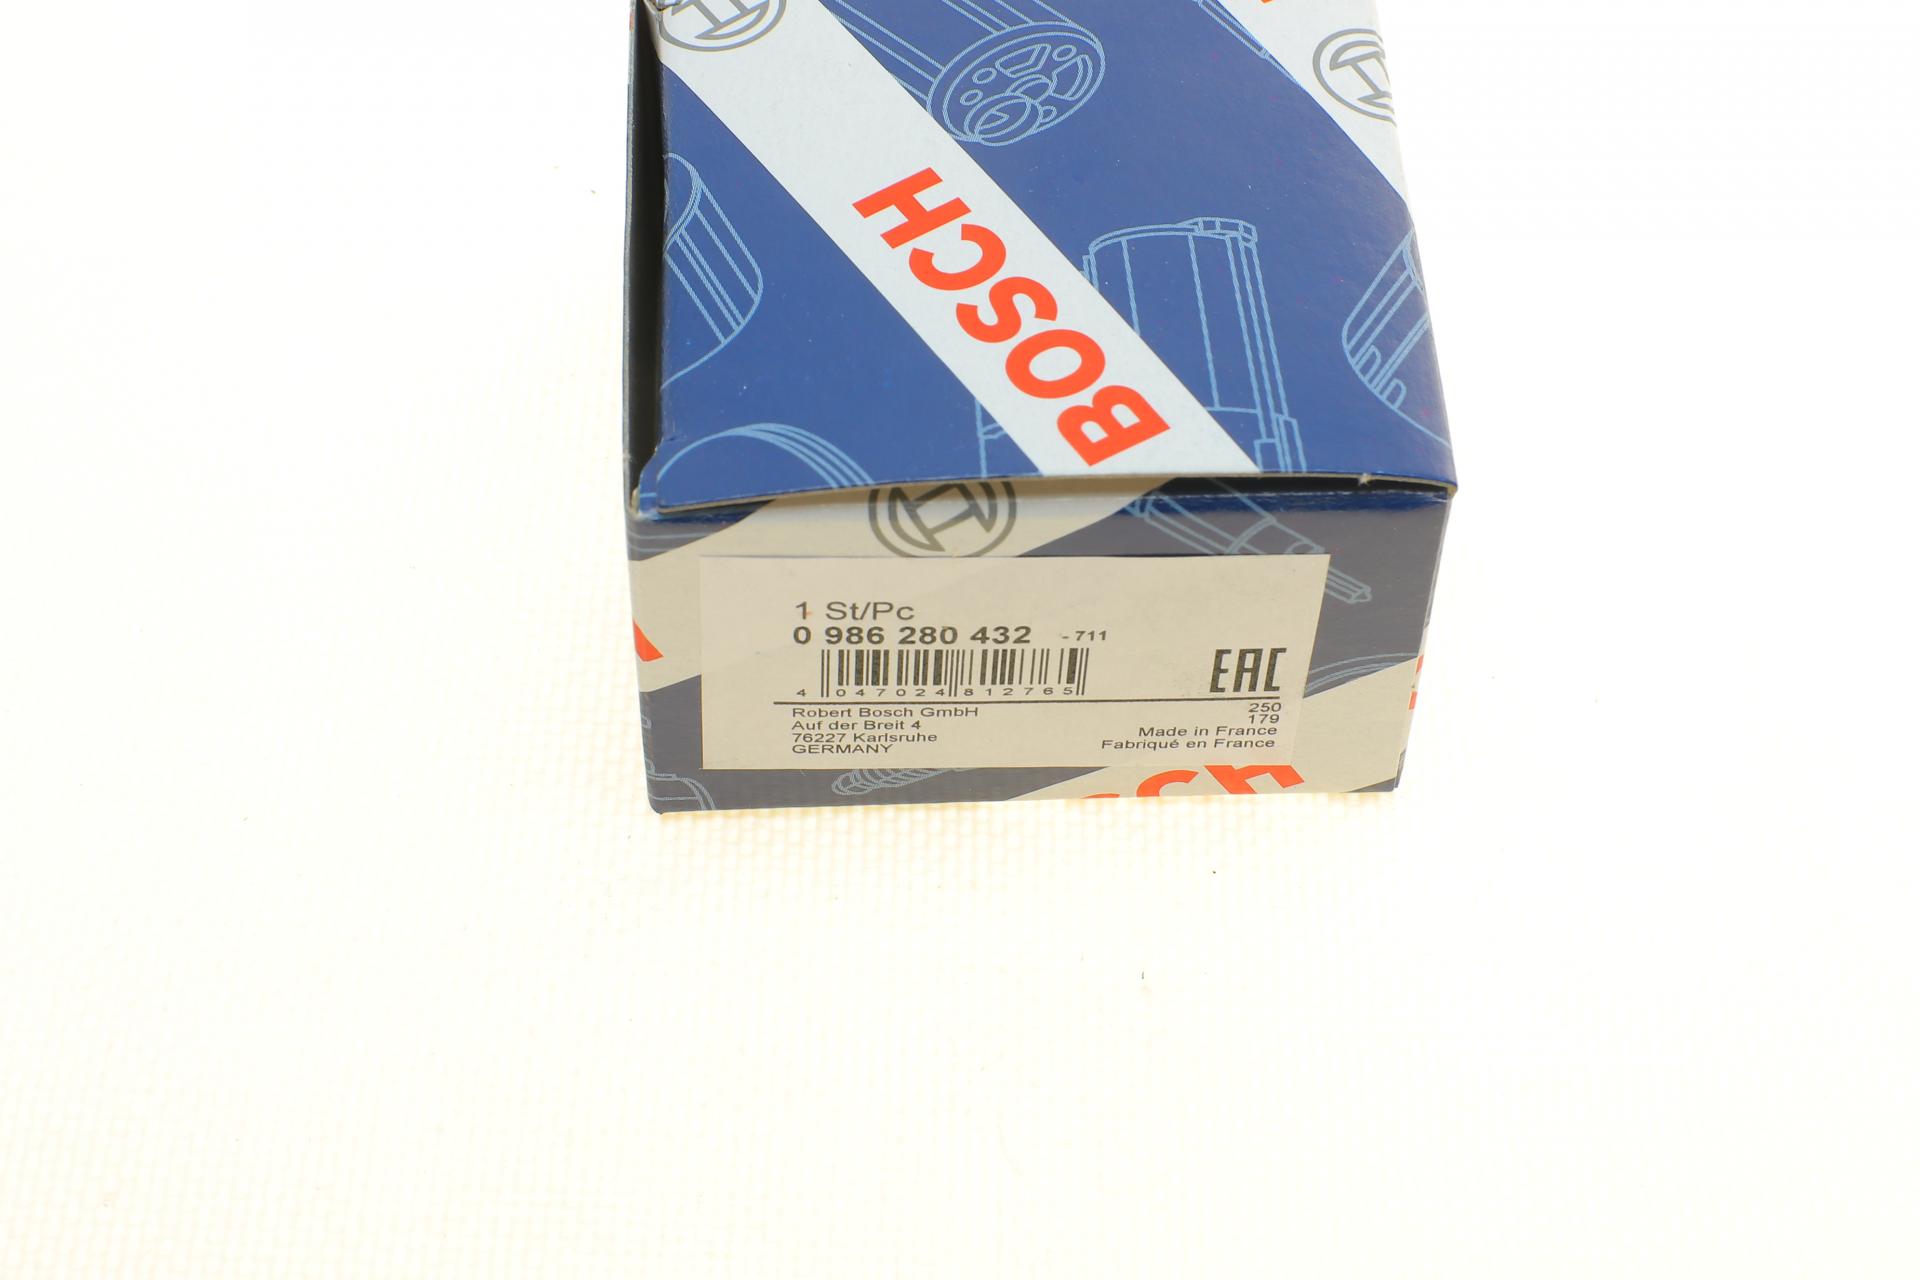 BOSCH
1 St/Pc
0 986 280 432 -711
4 047024 812765
EAC
Robert Bosch GmbH
Auf der Breit 4
76227 Karlsruhe
GERMANY
250
179
Made in France
Fabriqué en France